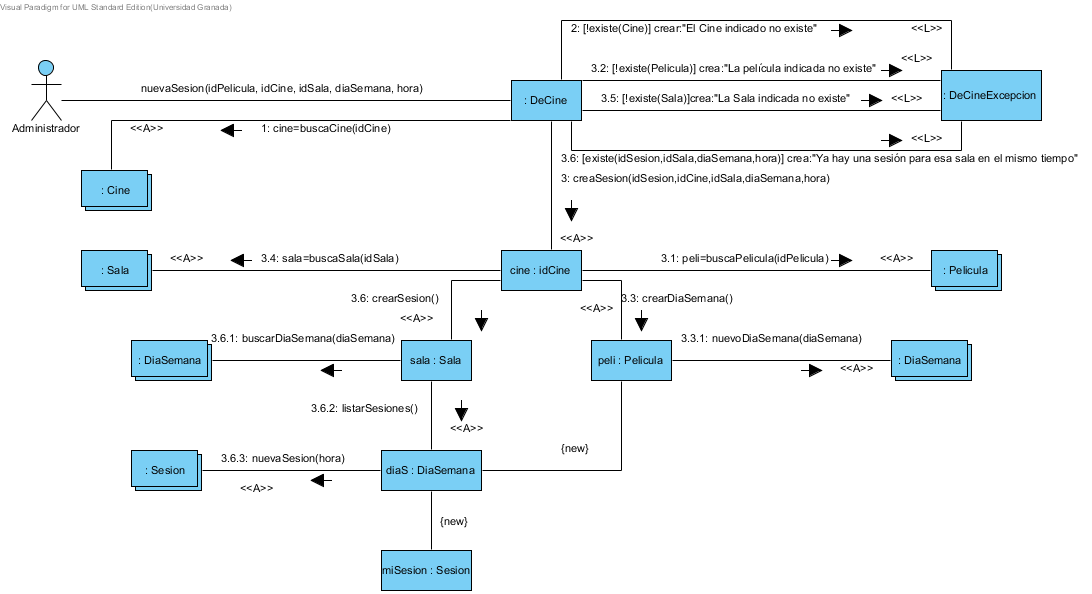 Visual Paradigm for UML Standard Edition(Universidad Granada)
2: [!existe(Cine)] crear:"El Cine indicado no existe"
<<L>>
<<L>>
3.2: [!existe(Pelicula)] crea:"La película indicada no existe"
nuevaSesion(idPelicula, idCine, idSala, diaSemana, hora)
: DeCine
3.5: [!existe(Sala)]crea:"La Sala indicada no existe"
<<L>>
: DeCineExcepcion
Administrador
<<A>>
1: cine=buscaCine(idCine)
<<L>>
3.6: [existe(idSesion,idSala,diaSemana,hora)] crea:"Ya hay una sesión para esa sala en el mismo tiempo"
3: creaSesion(idSesion,idCine,idSala,diaSemana,hora)
: Cine
<<A>>
<<A>>
3.4: sala=buscaSala(idSala)
3.1: peli=buscaPelicula(idPelicula)
<<A>>
: Sala
cine : idCine
: Pelicula
3.6: crearSesion()
3.3: crearDiaSemana()
<<A>>
<<A>>
3.6.1: buscarDiaSemana(diaSemana)
3.3.1: nuevoDiaSemana(diaSemana)
: DiaSemana
sala : Sala
peli : Pelicula
: DiaSemana
<<A>>
3.6.2: listarSesiones()
<<A>>
{new}
3.6.3: nuevaSesion(hora)
: Sesion
diaS : DiaSemana
<<A>>
{new}
miSesion : Sesion